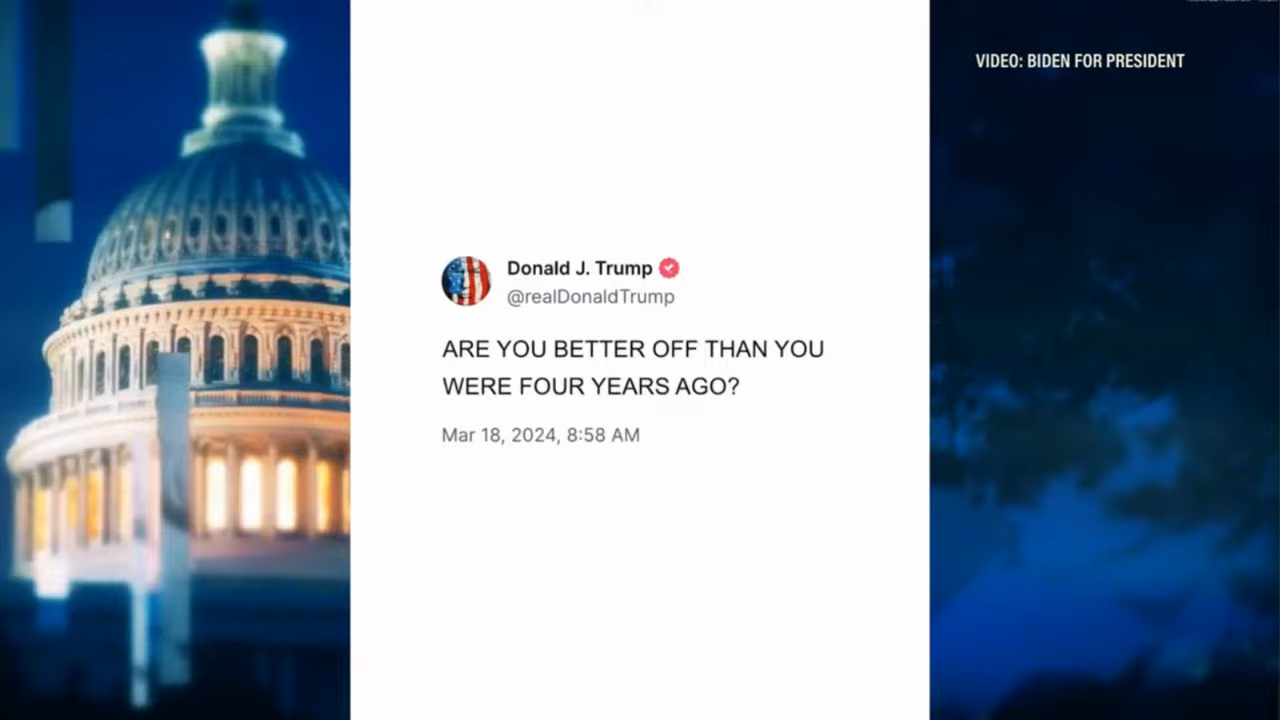 VIDEO: BIDEN FOR PRESIDENT
Donald J. Trump
@realDonaldTrump
ARE YOU BETTER OFF THAN YOU
WERE FOUR YEARS AGO?
Mar 18, 2024, 8:58 AM